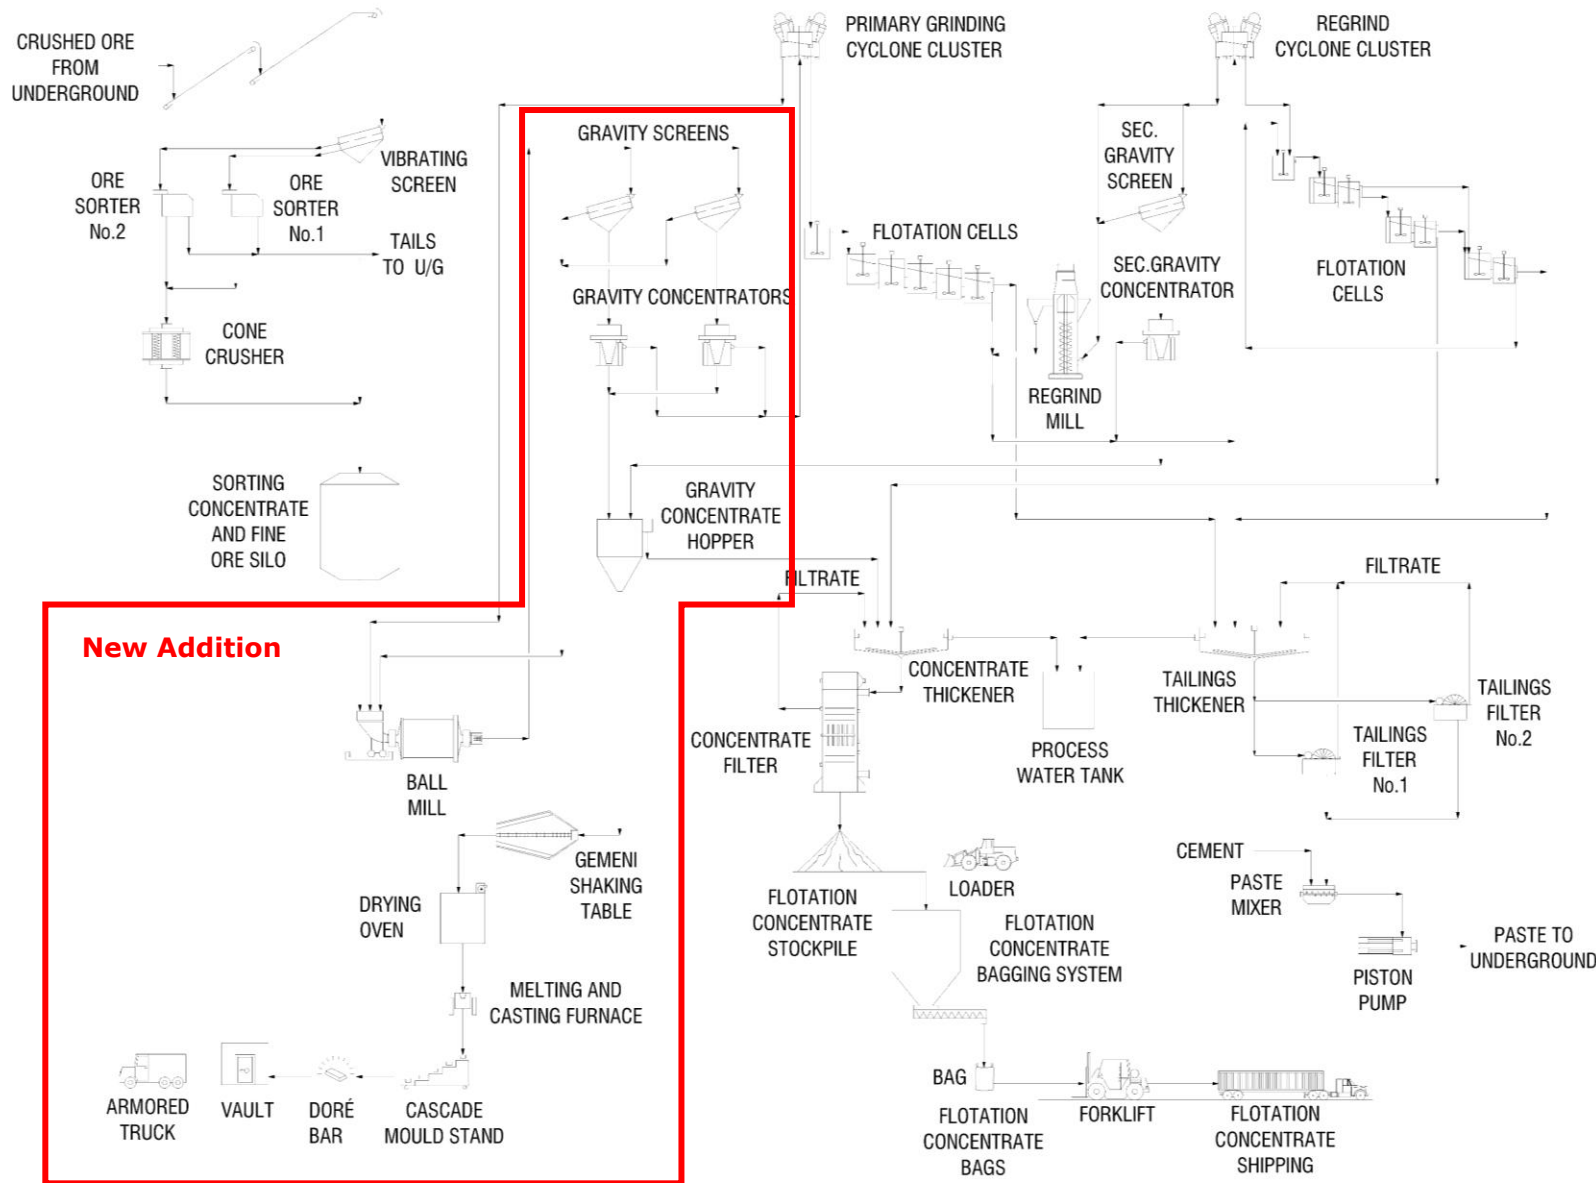 CRUSHED ORE
FROM
UNDERGROUND
PRIMARY GRINDING
CYCLONE CLUSTER
REGRIND
CYCLONE CLUSTER
VIBRATING
SCREEN
ORE
SORTER
No.2
ORE
SORTER
No.1
TAILS
TO U/G
GRAVITY SCREENS
SEC.
GRAVITY
SCREEN
FLOTATION CELLS
SEC.GRAVITY
CONCENTRATOR
FLOTATION
CELLS
GRAVITY CONCENTRATORS
CONE
CRUSHER
REGRIND
MILL
SORTING
CONCENTRATE
AND FINE
ORE SILO
GRAVITY
CONCENTRATE
HOPPER
FILTRATE
FILTRATE
New Addition
CONCENTRATE
THICKENER
TAILINGS
THICKENER
TAILINGS
FILTER
No.2
CONCENTRATE
FILTER
PROCESS
WATER TANK
TAILINGS
FILTER
No.1
BALL
MILL
GEMENI
SHAKING
TABLE
LOADER
CEMENT
PASTE
MIXER
DRYING
OVEN
FLOTATION
CONCENTRATE
STOCKPILE
FLOTATION
CONCENTRATE
BAGGING SYSTEM
PASTE TO
UNDERGROUND
PISTON
PUMP
MELTING AND
CASTING FURNACE
BAG
ARMORED
TRUCK
VAULT
DORÉ
BAR
CASCADE
MOULD STAND
FLOTATION
CONCENTRATE
BAGS
FORKLIFT
FLOTATION
CONCENTRATE
SHIPPING